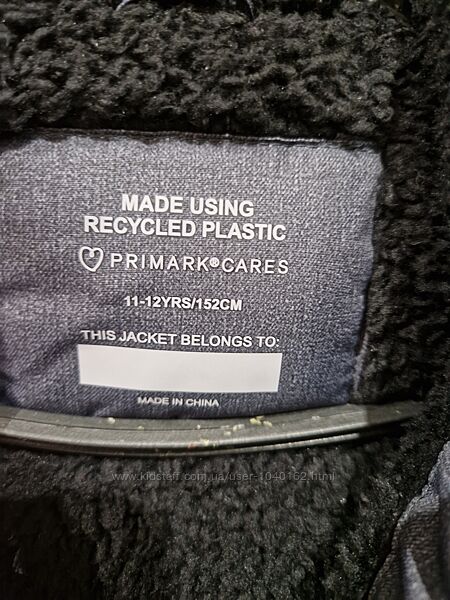 MADE USING
RECYCLED PLASTIC
PRIMARK®CARES
11-12YRS/152CM
THIS JACKET BELONGS TO:
MADE IN CHINA
www.kidstaff.com.ua/user-1040162.html